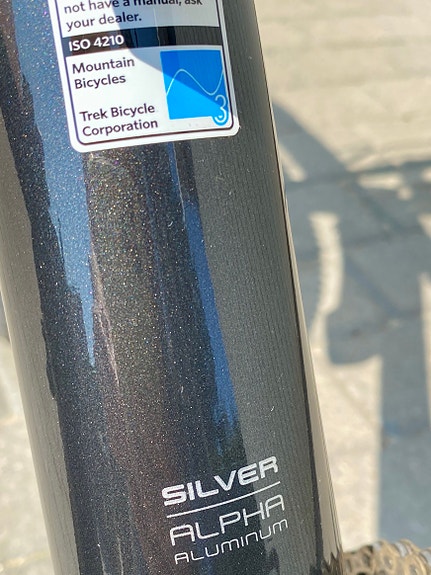 not have a manual, ask
your dealer.
ISO 4210
Mountain
Bicycles
3
Trek Bicycle
Corporation
SILVER
ALPHA
ALUMINUM